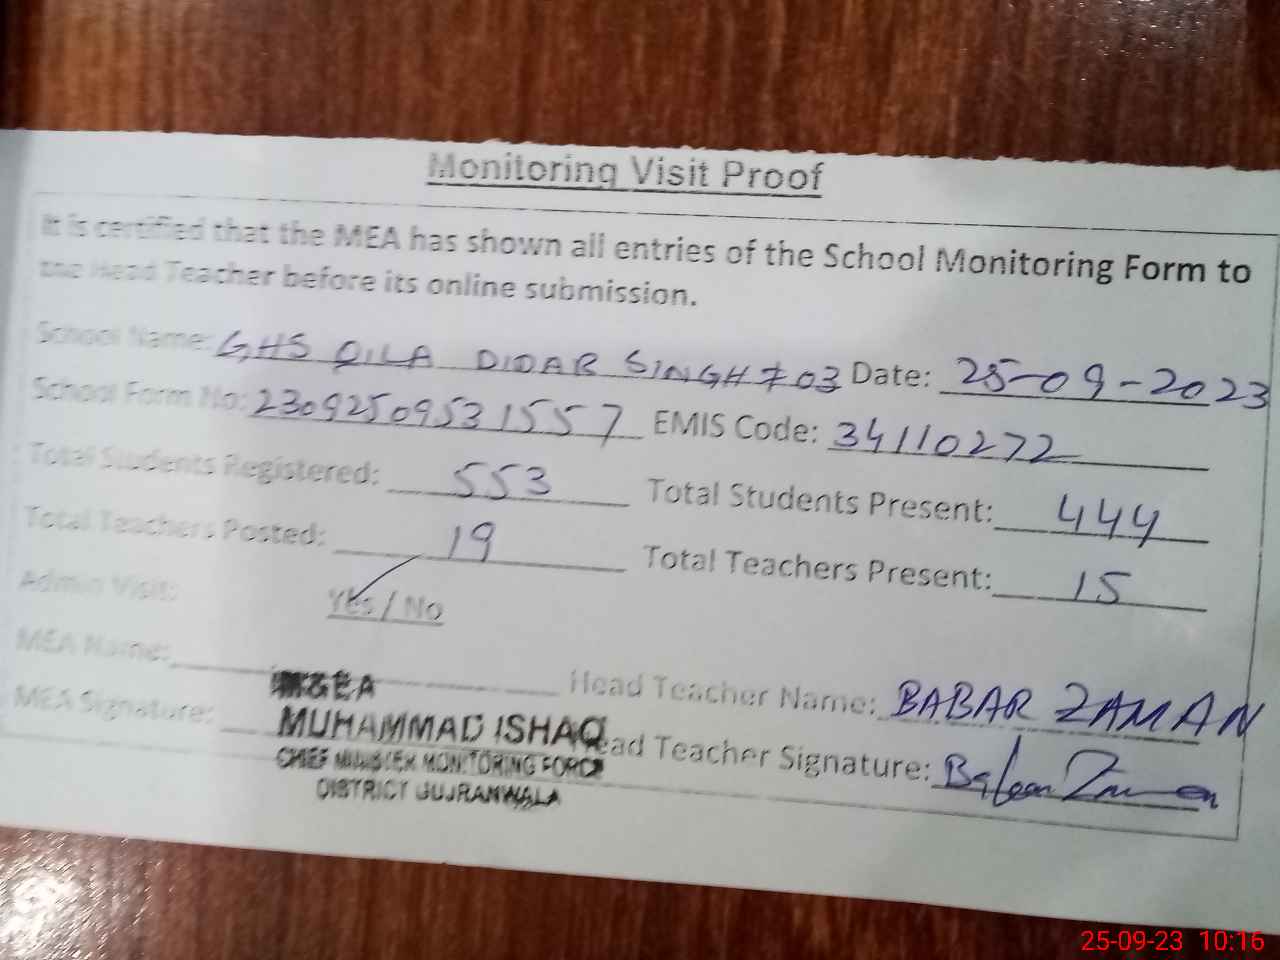 Monitoring Visit Proof
It is certified that the MEA has shown all entries of the School Monitoring Form to
the Head Teacher before its online submission.
School Name: GHS QILA DIDAR SINGH # 03 Date: 25-09-2023
School Form No: 2309250953 1557 EMIS Code: 34110272
Total Students Registered: 553 Total Students Present: 444
Total Teachers Posted: 19 Total Teachers Present: 15
Admin Visit: Yes / No
MEA Name: Head Teacher Name: BABAR ZAMAN
MEA Signature: Head Teacher Signature: Babar Zaman
MUHAMMAD ISHAQ
CHIEF MINISTER MONITORING FORCE
DISTRICT GUJRANWALA
25-09-23 10:16